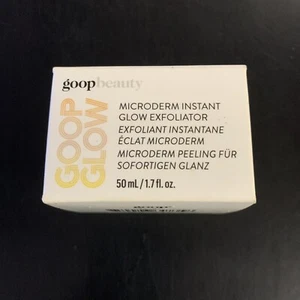 goopbeauty
GOOP
GLOW
MICRODERM INSTANT
GLOW EXFOLIATOR
EXFOLIANT INSTANTANE
ÉCLAT MICRODERM
MICRODERM PEELING FÜR
SOFORTIGEN GLANZ
50 mL/1.7 fl. oz.